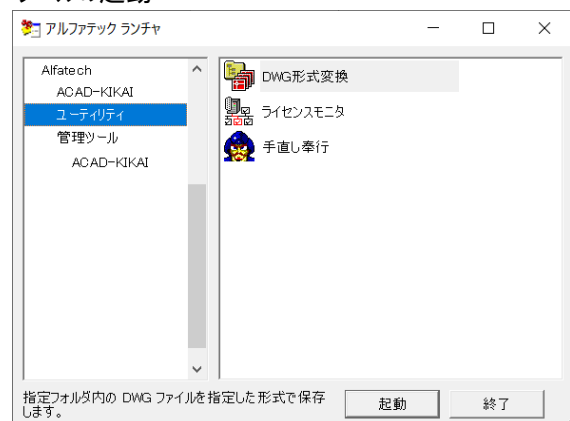 アルファテック ランチャ
Alfatech
ACAD-KIKAI
ユーティリティ
管理ツール
ACAD-KIKAI
DWG形式変換
ライセンスモニタ
手直し奉行
指定フォルダ内の DWG ファイルを指定した形式で保存
します。
起動
終了